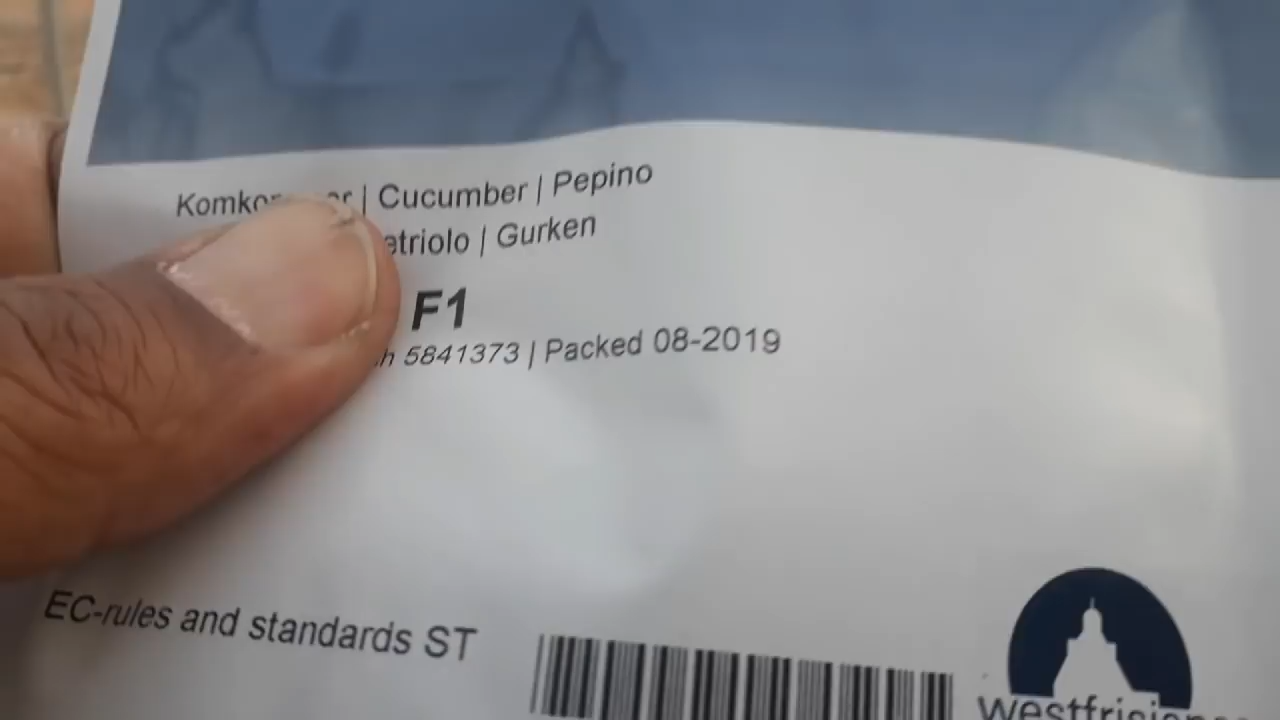 | Cucumber | Pepino
| Gurken
F1
5841373 | Packed 08-2019
EC-rules and standards ST